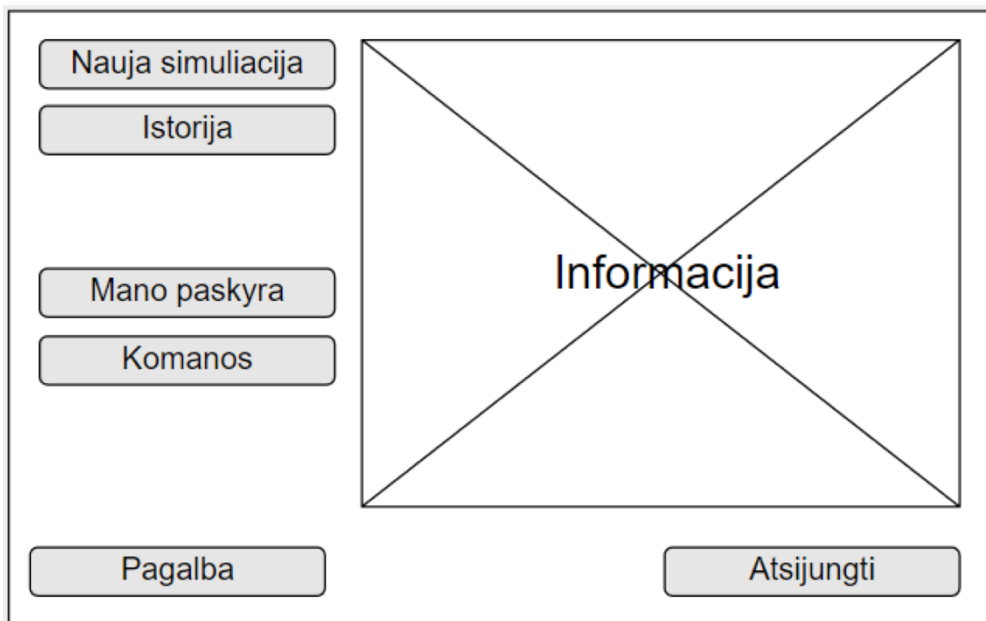 Nauja simuliacija
Istorija
Mano paskyra
Komanos
Informacija
Pagalba
Atsijungti